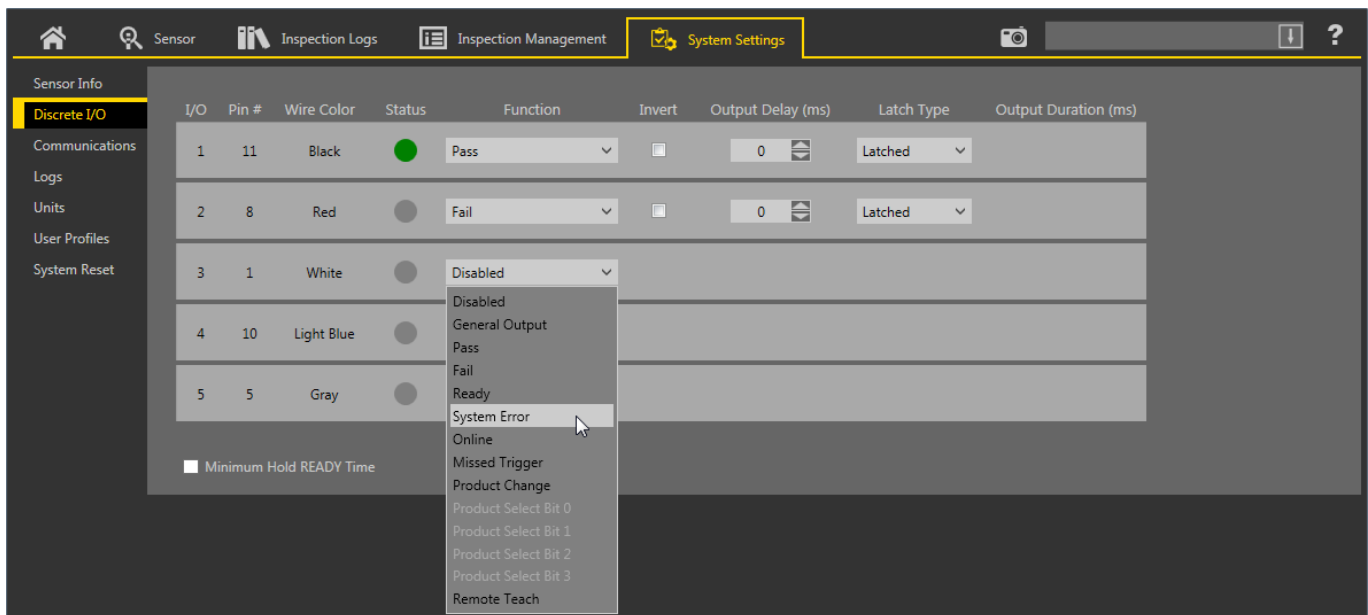 Sensor Inspection Logs Inspection Management System Settings ?
Sensor Info
Discrete I/O
Communications
Logs
Units
User Profiles
System Reset
I/O Pin # Wire Color Status Function Invert Output Delay (ms) Latch Type Output Duration (ms)
1 11 Black Pass 0 Latched
2 8 Red Fail 0 Latched
3 1 White Disabled
4 10 Light Blue
5 5 Gray
Disabled
General Output
Pass
Fail
Ready
System Error
Online
Missed Trigger
Product Change
Product Select Bit 0
Product Select Bit 1
Product Select Bit 2
Product Select Bit 3
Remote Teach
Minimum Hold READY Time